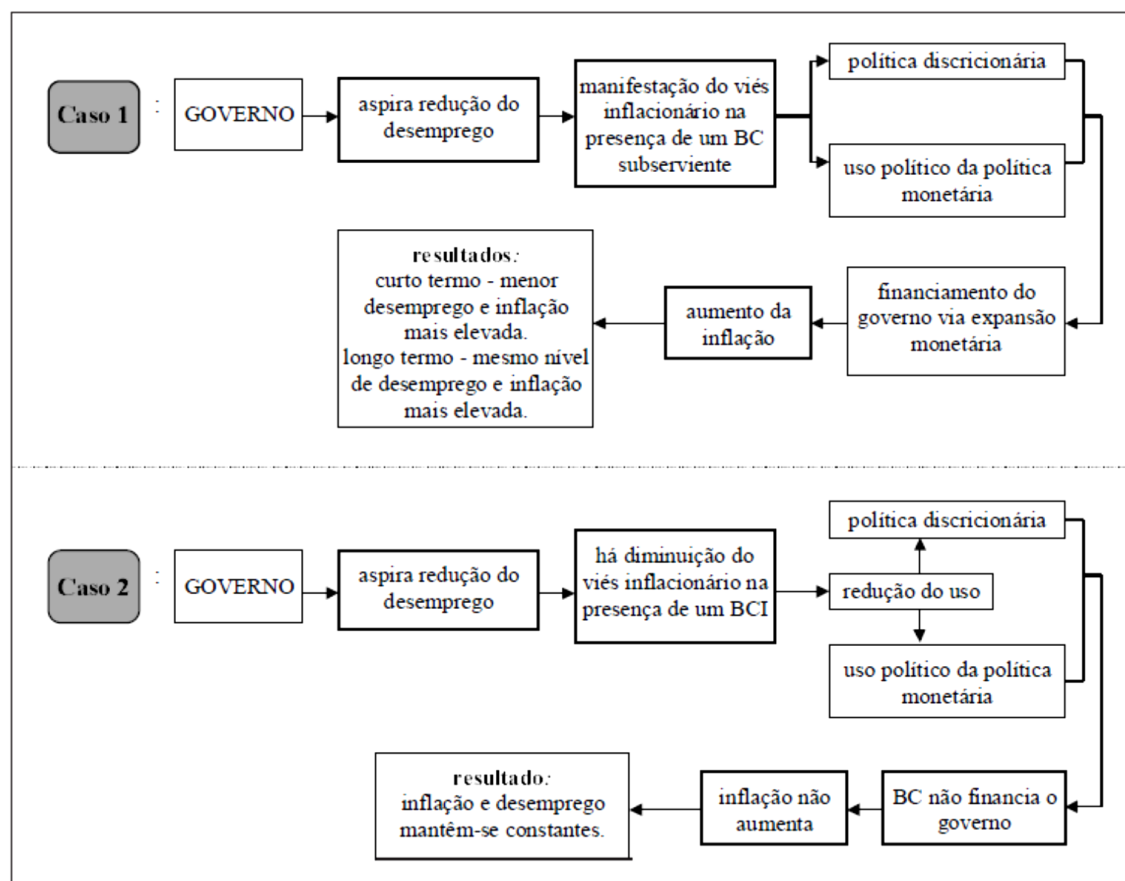 Caso 1
:
GOVERNO
aspira redução do
desemprego
manifestação do viés
inflacionário na
presença de um BC
subserviente
política discricionária
uso político da política
monetária
financiamento do
governo via expansão
monetária
aumento da
inflação
resultados:
curto termo - menor
desemprego e inflação
mais elevada.
longo termo - mesmo nível
de desemprego e inflação
mais elevada.
Caso 2
:
GOVERNO
aspira redução do
desemprego
há diminuição do
viés inflacionário na
presença de um BCI
política discricionária
redução do uso
uso político da política
monetária
BC não financia o
governo
inflação não
aumenta
resultado:
inflação e desemprego
mantêm-se constantes.